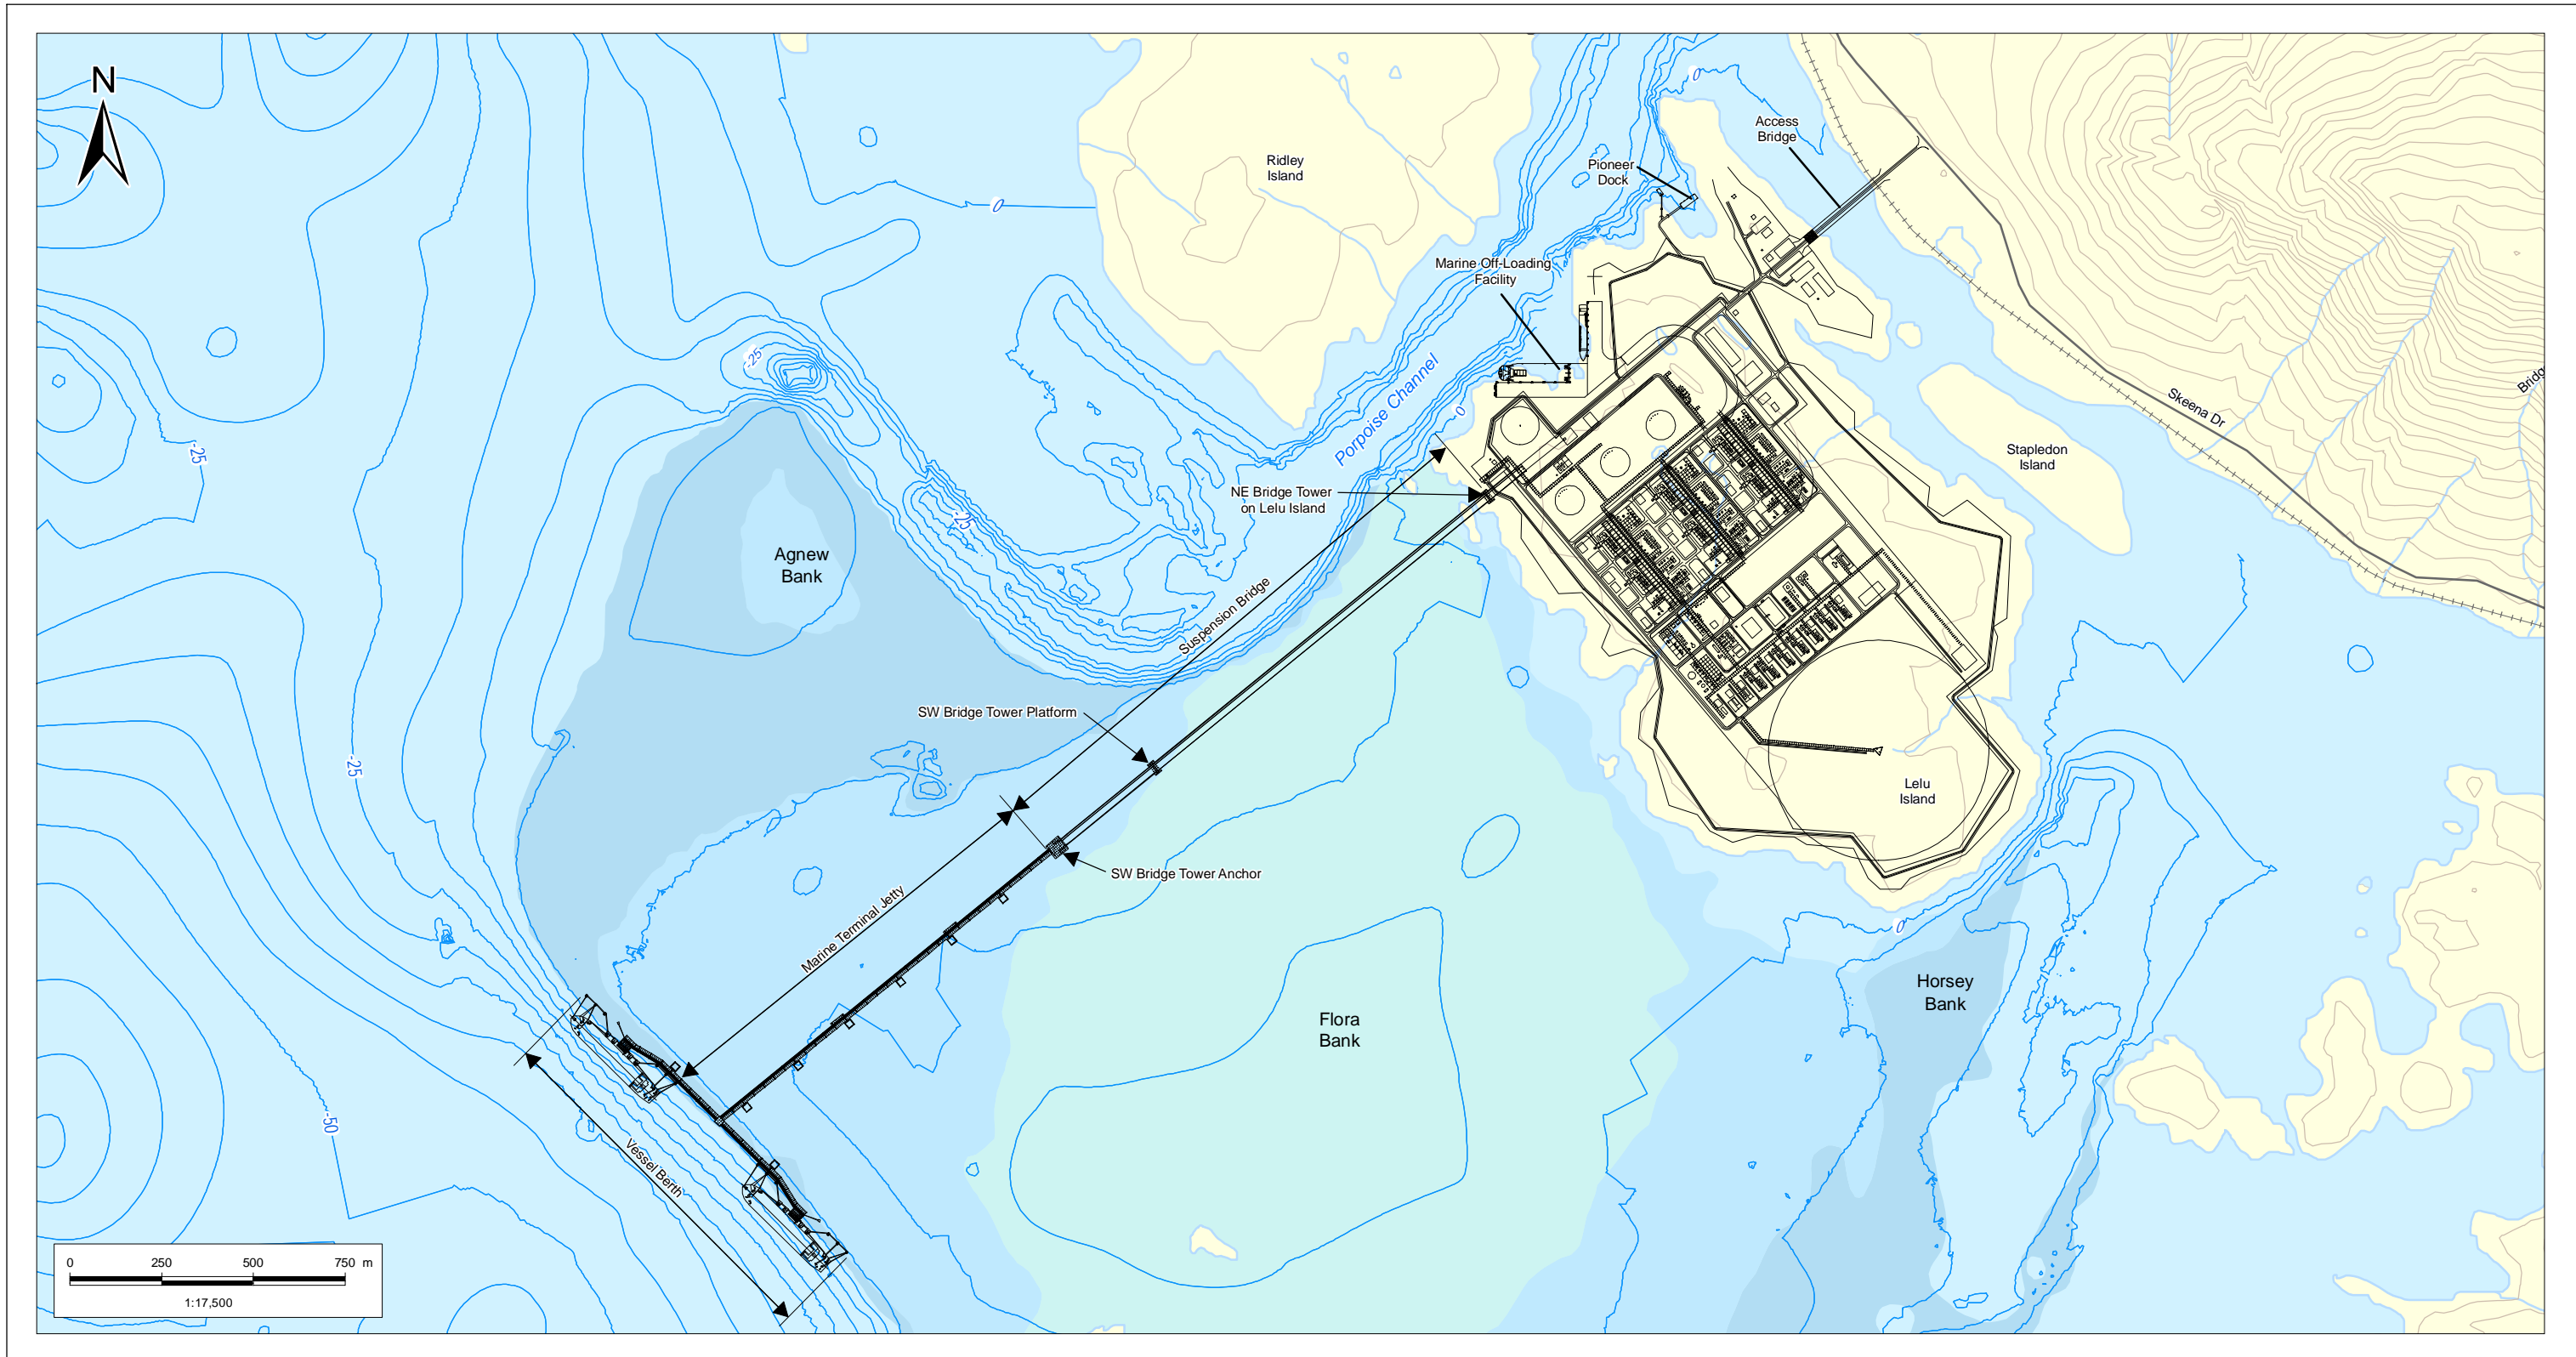 N
Ridley
Island
Access
Bridge
Pioneer
Dock
0
0
Marine Off-Loading
Facility
Porpoise Channel
-25
0
Skeena Dr
-25
-25
Stapledon
Island
NE Bridge Tower
on Lelu Island
Agnew
Bank
Suspension Bridge
SW Bridge Tower Platform
-25
Lelu
Island
SW Bridge Tower Anchor
Marine Terminal Jetty
0
Horsey
Bank
Flora
Bank
-50
Vessel Berth
0 250 500 750 m
1:17,500